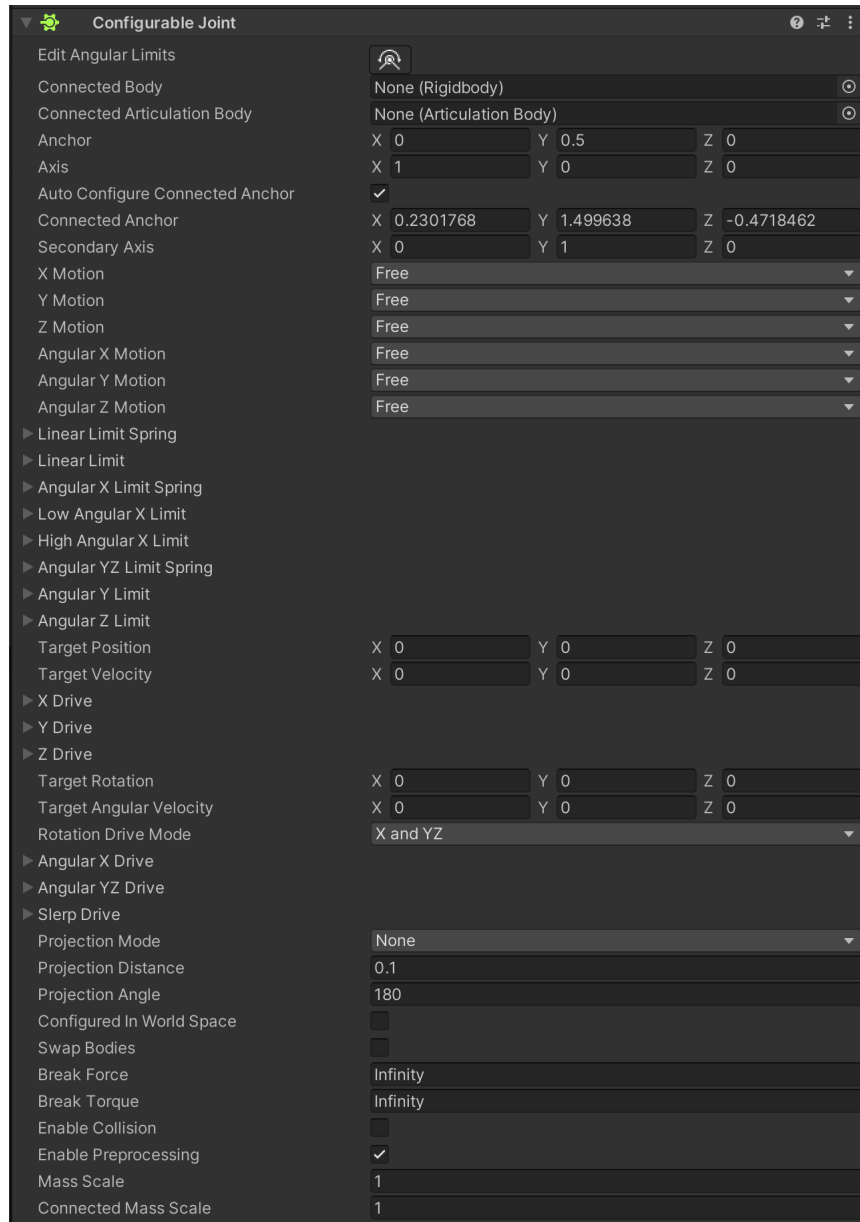 Configurable Joint
Edit Angular Limits
Connected Body None (Rigidbody)
Connected Articulation Body None (Articulation Body)
Anchor X 0 Y 0.5 Z 0
Axis X 1 Y 0 Z 0
Auto Configure Connected Anchor
Connected Anchor X 0.2301768 Y 1.499638 Z -0.4718462
Secondary Axis X 0 Y 1 Z 0
X Motion Free
Y Motion Free
Z Motion Free
Angular X Motion Free
Angular Y Motion Free
Angular Z Motion Free
Linear Limit Spring
Linear Limit
Angular X Limit Spring
Low Angular X Limit
High Angular X Limit
Angular YZ Limit Spring
Angular Y Limit
Angular Z Limit
Target Position X 0 Y 0 Z 0
Target Velocity X 0 Y 0 Z 0
X Drive
Y Drive
Z Drive
Target Rotation X 0 Y 0 Z 0
Target Angular Velocity X 0 Y 0 Z 0
Rotation Drive Mode X and YZ
Angular X Drive
Angular YZ Drive
Slerp Drive
Projection Mode None
Projection Distance 0.1
Projection Angle 180
Configured In World Space
Swap Bodies
Break Force Infinity
Break Torque Infinity
Enable Collision
Enable Preprocessing
Mass Scale 1
Connected Mass Scale 1